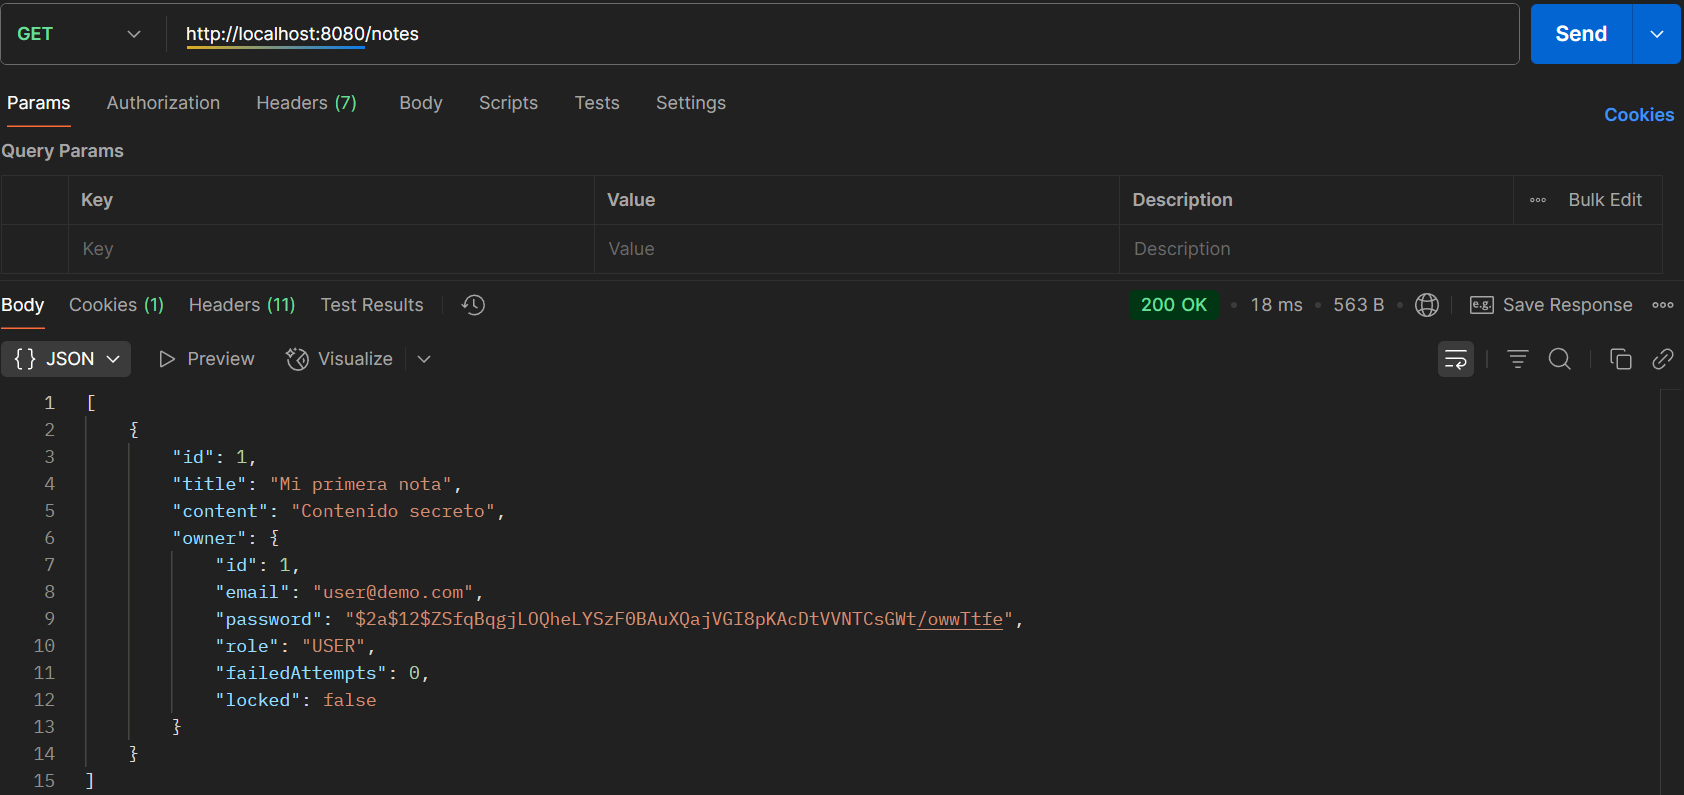 GET http://localhost:8080/notes Send
Params Authorization Headers (7) Body Scripts Tests Settings Cookies
Query Params
Key Value Description Bulk Edit
Key Value Description
Body Cookies (1) Headers (11) Test Results 200 OK 18 ms 563 B e.g. Save Response
{} JSON Preview Visualize
1 [
2 {
3 "id": 1,
4 "title": "Mi primera nota",
5 "content": "Contenido secreto",
6 "owner": {
7 "id": 1,
8 "email": "user@demo.com",
9 "password": "$2a$12$ZSfqBqgjLOQheLYSzF0BAuXQajVGI8pKAcDtVVNTCsGWt/owwTtfe",
10 "role": "USER",
11 "failedAttempts": 0,
12 "locked": false
13 }
14 }
15 ]